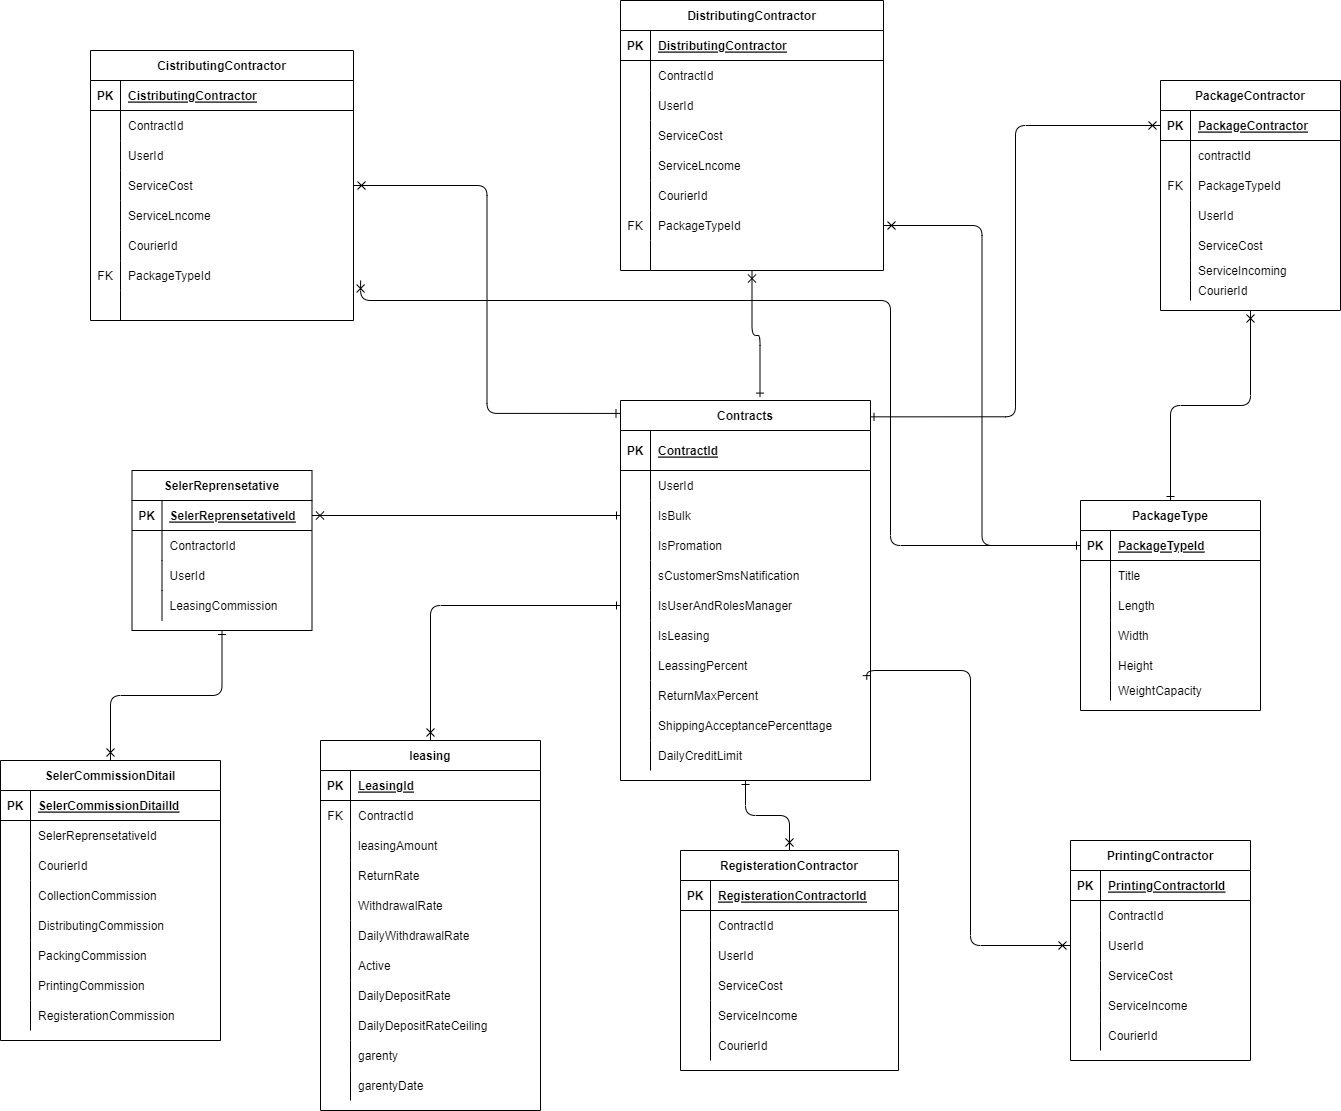 DistributingContractor
PK DistributingContractor
ContractId
UserId
ServiceCost
ServiceLncome
CourierId
FK PackageTypeId
CistributingContractor
PK CistributingContractor
ContractId
UserId
ServiceCost
ServiceLncome
CourierId
FK PackageTypeId
PackageContractor
PK PackageContractor
contractId
FK PackageTypeId
UserId
ServiceCost
ServiceIncoming
CourierId
Contracts
PK ContractId
UserId
IsBulk
IsPromation
sCustomerSmsNatification
IsUserAndRolesManager
IsLeasing
LeassingPercent
ReturnMaxPercent
ShippingAcceptancePercenttage
DailyCreditLimit
SelerReprensetative
PK SelerReprensetativeId
ContractorId
UserId
LeasingCommission
PackageType
PK PackageTypeId
Title
Length
Width
Height
WeightCapacity
SelerCommissionDitail
PK SelerCommissionDitailId
SelerReprensetativeId
CourierId
CollectionCommission
DistributingCommission
PackingCommission
PrintingCommission
RegisterationCommission
leasing
PK LeasingId
FK ContractId
leasingAmount
ReturnRate
WithdrawalRate
DailyWithdrawalRate
Active
DailyDepositRate
DailyDepositRateCeiling
garenty
garentyDate
RegisterationContractor
PK RegisterationContractorId
ContractId
UserId
ServiceCost
ServiceIncome
CourierId
PrintingContractor
PK PrintingContractorId
ContractId
UserId
ServiceCost
ServiceIncome
CourierId